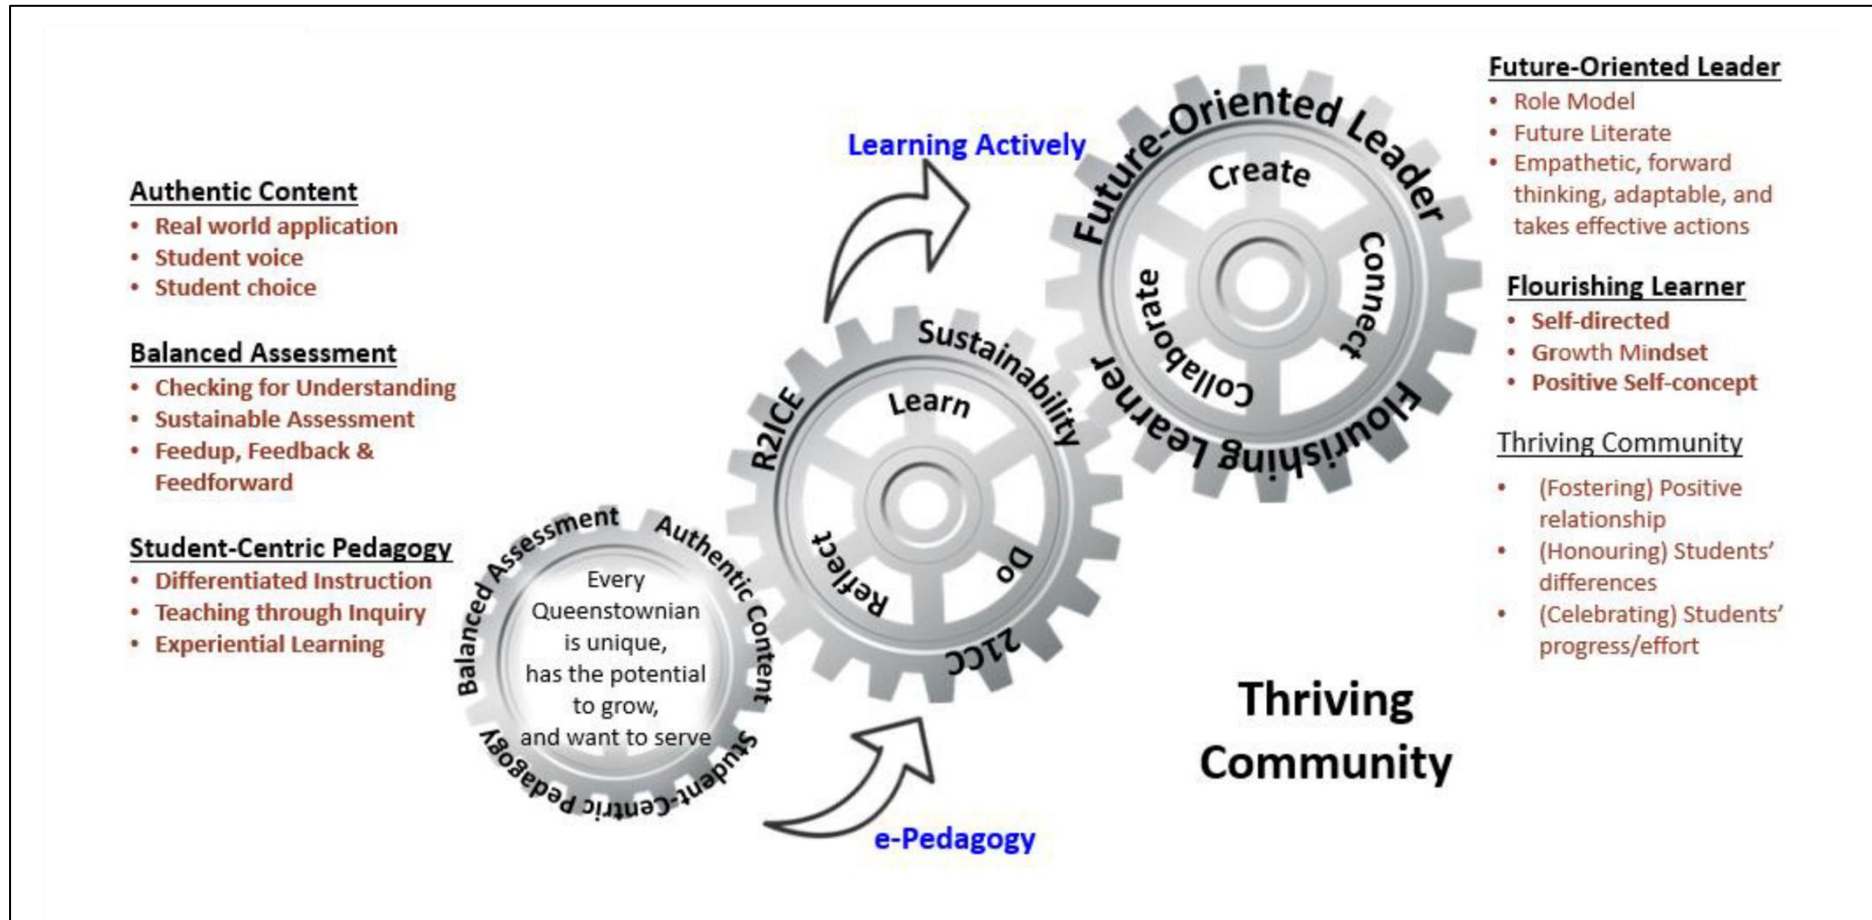 Authentic Content
• Real world application
• Student voice
• Student choice
Balanced Assessment
• Checking for Understanding
• Sustainable Assessment
• Feedup, Feedback &
Feedforward
Student-Centric Pedagogy
• Differentiated Instruction
• Teaching through Inquiry
• Experiential Learning
Balanced Assessment
Authentic Content
Student-Centric Pedagogy
Every
Queenstownian
is unique,
has the potential
to grow,
and want to serve
e-Pedagogy
R2ICE
Sustainability
21CC
Learn
Do
Reflect
Learning Actively
Future-Oriented Leader
Flourishing Learner
Create
Connect
Collaborate
Thriving
Community
Future-Oriented Leader
• Role Model
• Future Literate
• Empathetic, forward
thinking, adaptable, and
takes effective actions
Flourishing Learner
• Self-directed
• Growth Mindset
• Positive Self-concept
Thriving Community
• (Fostering) Positive
relationship
• (Honouring) Students’
differences
• (Celebrating) Students’
progress/effort